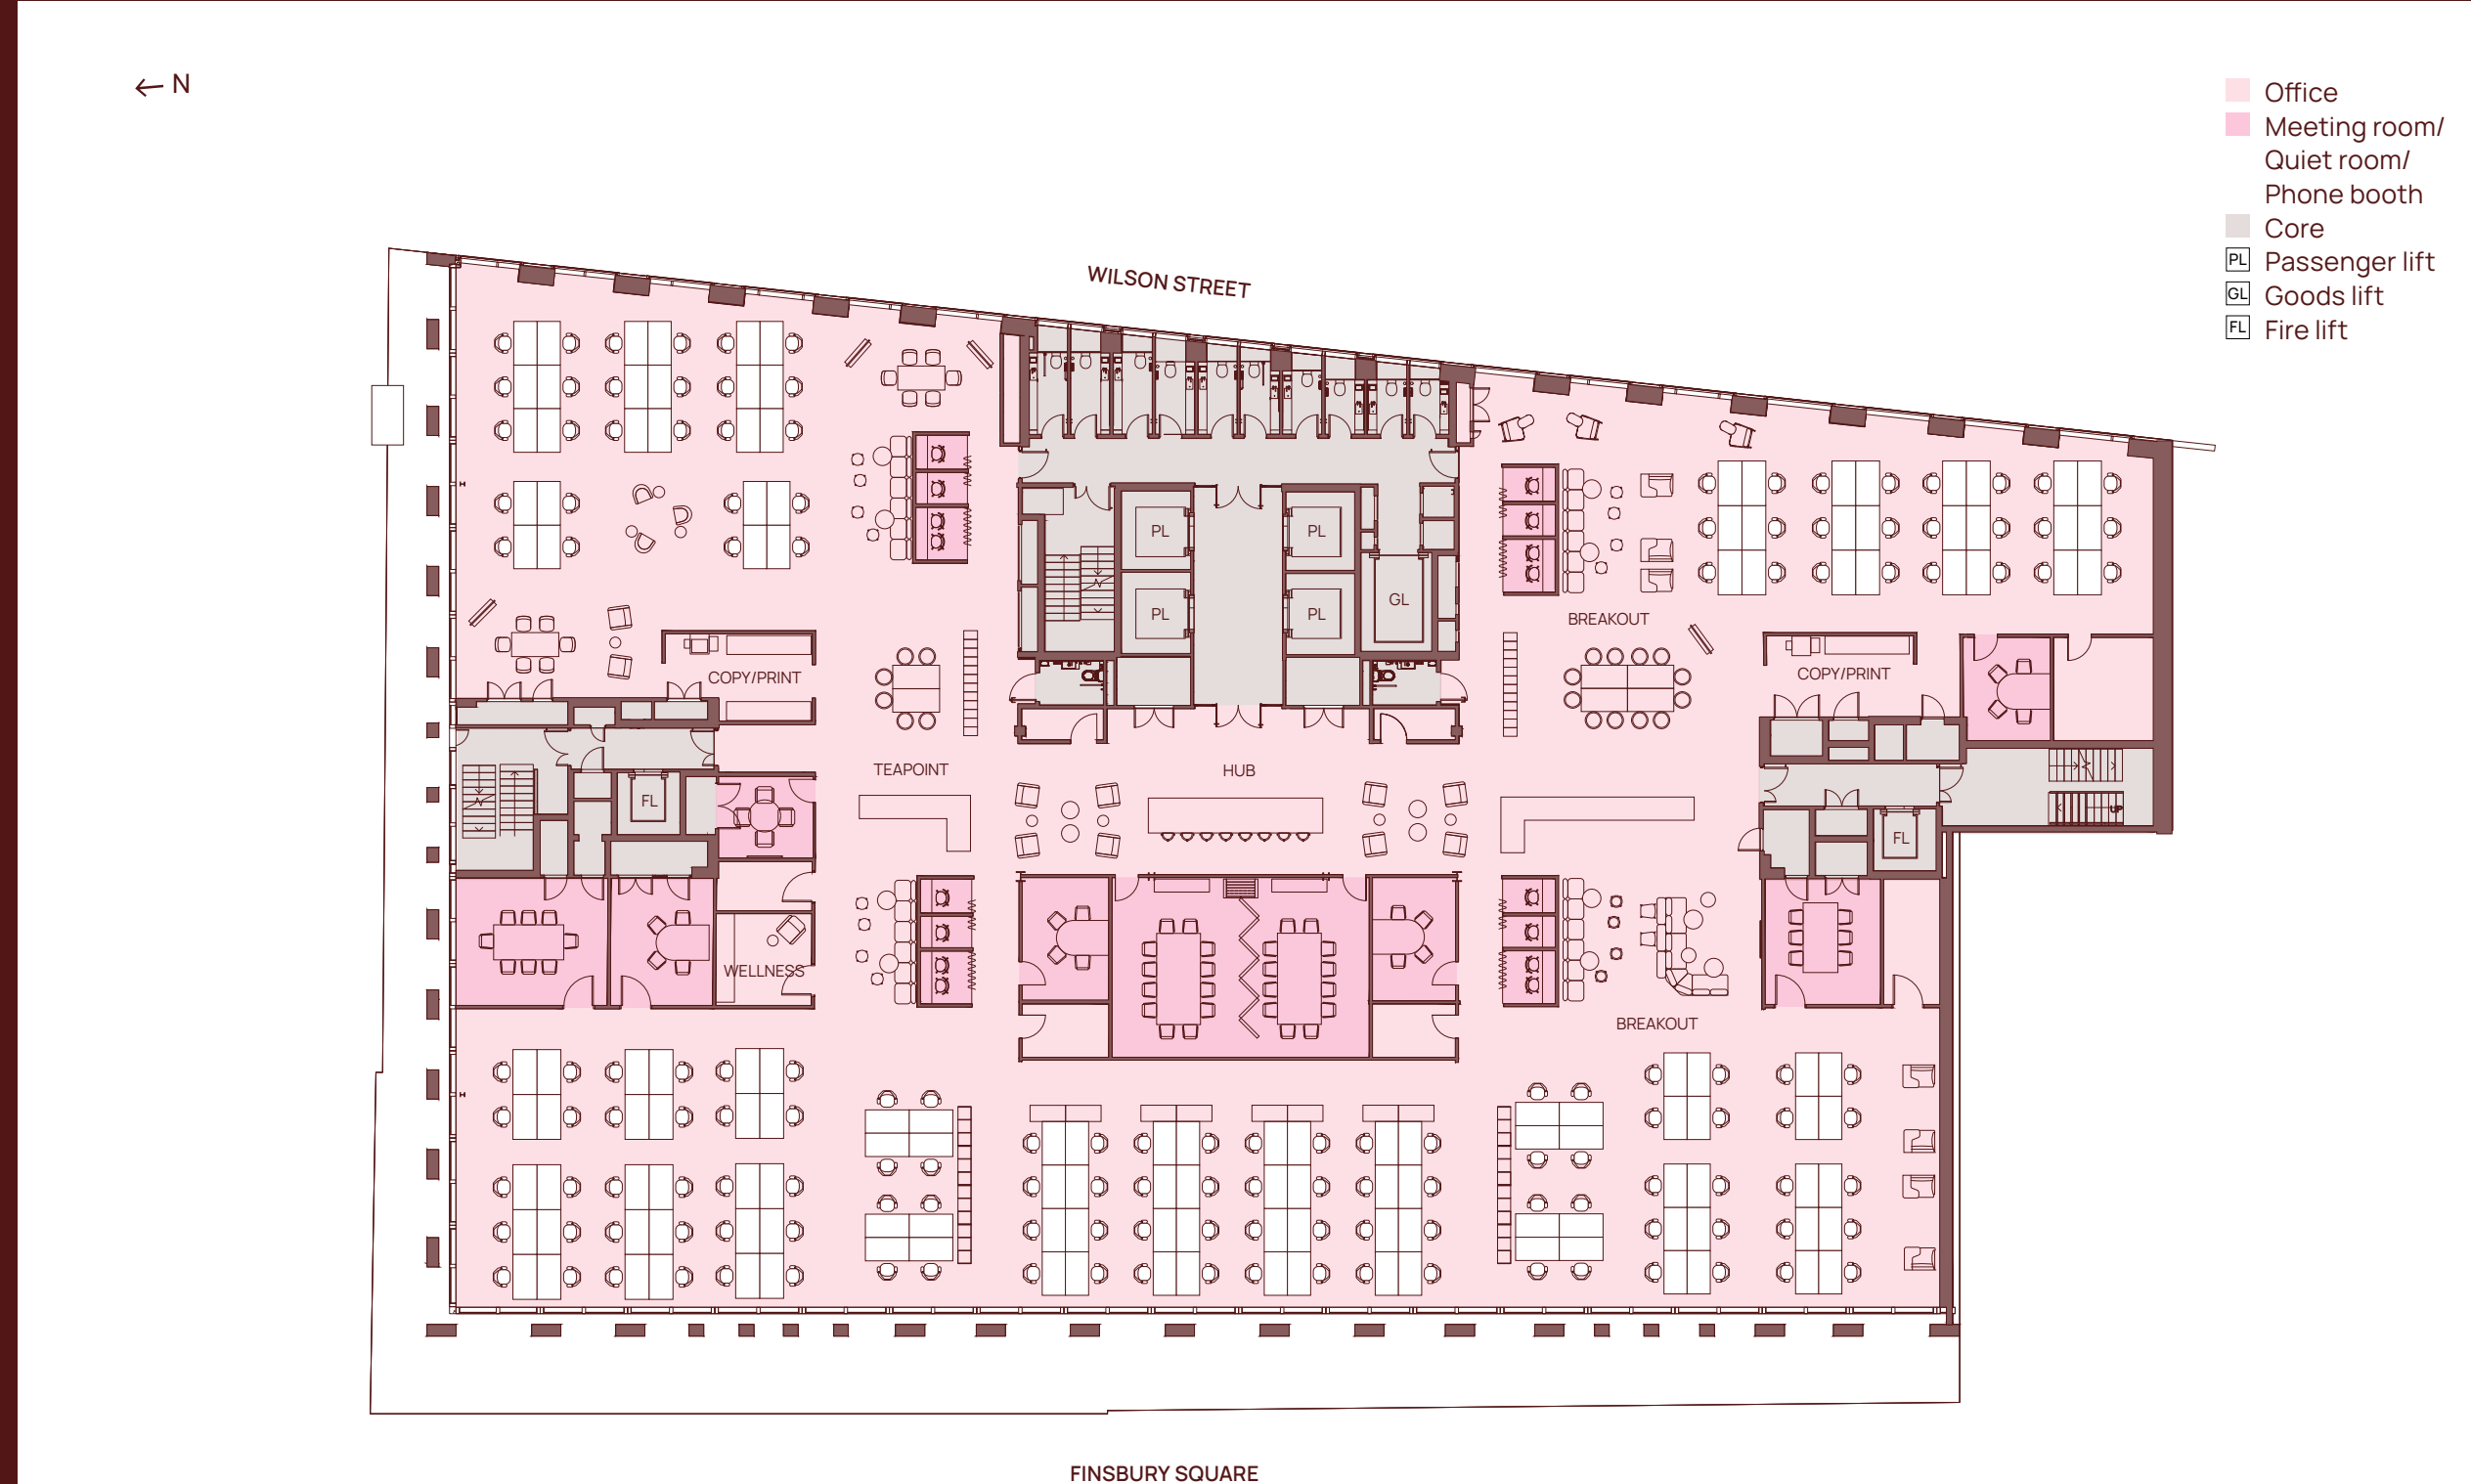 ← N
Office
Meeting room/
Quiet room/
Phone booth
Core
PL Passenger lift
GL Goods lift
FL Fire lift
WILSON STREET
PL
PL
PL
PL
GL
BREAKOUT
COPY/PRINT
COPY/PRINT
TEAPOINT
HUB
FL
UP
FL
WELLNESS
BREAKOUT
FINSBURY SQUARE